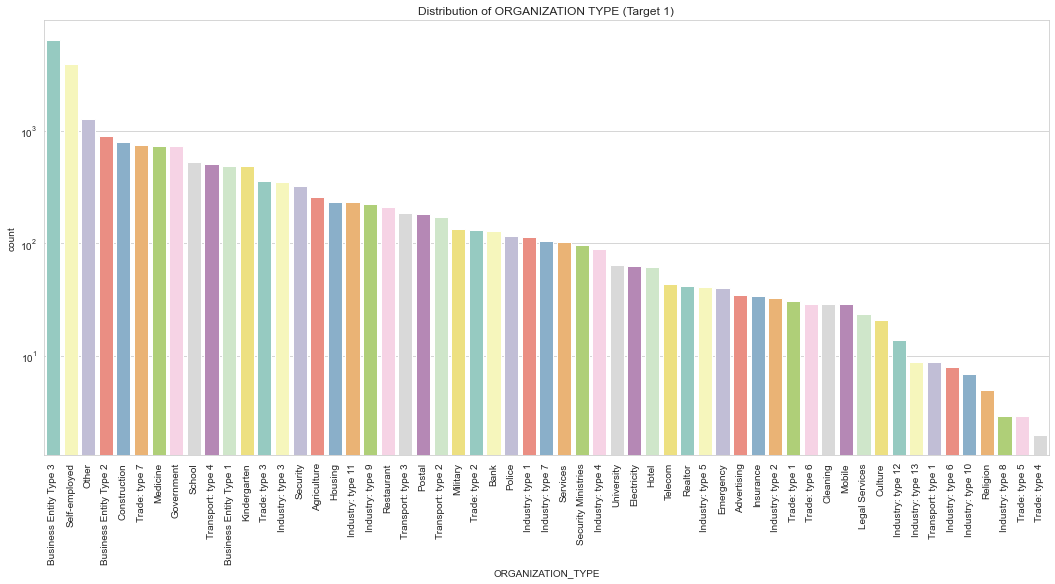 Distribution of ORGANIZATION TYPE (Target 1)
count
10³
10²
10¹
Business Entity Type 3
Self-employed
Other
Business Entity Type 2
Construction
Trade: type 7
Medicine
Government
School
Transport: type 4
Business Entity Type 1
Kindergarten
Trade: type 3
Industry: type 3
Security
Agriculture
Housing
Industry: type 11
Industry: type 9
Restaurant
Transport: type 3
Postal
Transport: type 2
Military
Trade: type 2
Bank
Police
Industry: type 1
Industry: type 7
Services
Security Ministries
Industry: type 4
University
Electricity
Hotel
Telecom
Realtor
Industry: type 5
Emergency
Advertising
Insurance
Industry: type 2
Trade: type 1
Trade: type 6
Cleaning
Mobile
Legal Services
Culture
Industry: type 12
Industry: type 13
Transport: type 1
Industry: type 6
Industry: type 10
Religion
Industry: type 8
Trade: type 5
Trade: type 4
ORGANIZATION_TYPE